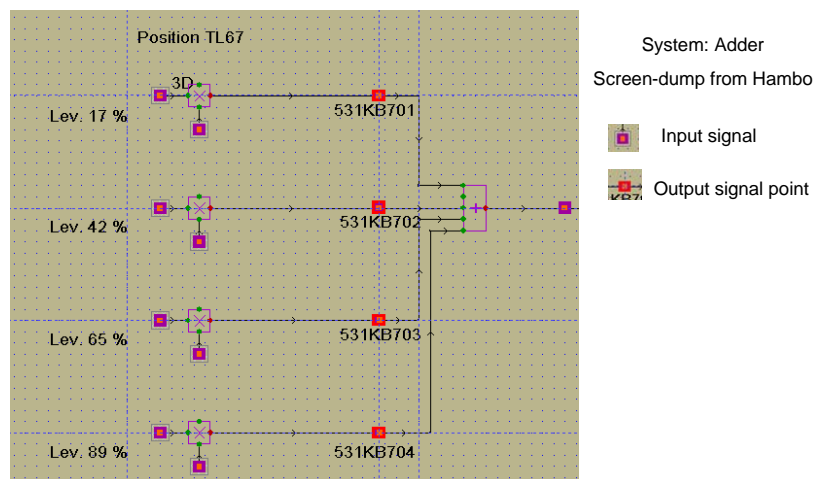 Position TL67
3D
Lev. 17 %
531KB701
Lev. 42 %
531KB702
Lev. 65 %
531KB703
Lev. 89 %
531KB704
System: Adder
Screen-dump from Hambo
Input signal
Output signal point